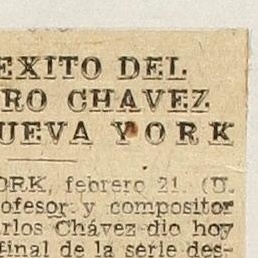 EXITO DEL
RO CHAVEZ
UEVA YORK
ORK, febrero 21. (U.
ofesor y compositor
arlos Chávez dio hoy
final de la serie des-